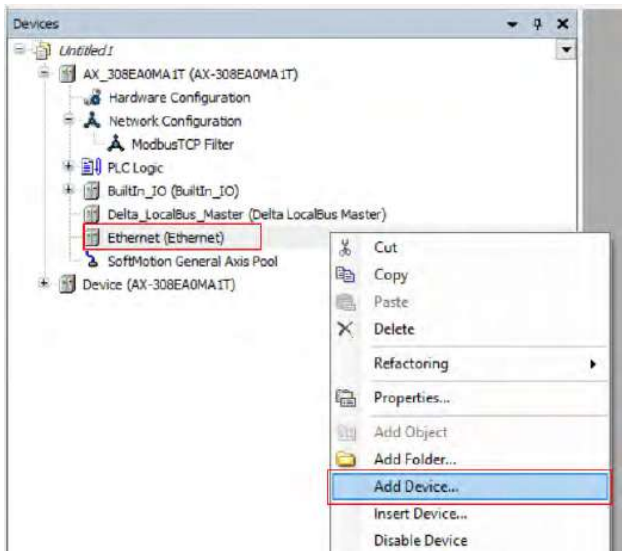 Devices
Untitled1
AX_308EA0MA1T (AX-308EA0MA1T)
Hardware Configuration
Network Configuration
ModbusTCP Filter
PLC Logic
BuiltIn_IO (BuiltIn_IO)
Delta_LocalBus_Master (Delta LocalBus Master)
Ethernet (Ethernet)
SoftMotion General Axis Pool
Device (AX-308EA0MA1T)
Cut
Copy
Paste
Delete
Refactoring
Properties...
Add Object
Add Folder...
Add Device...
Insert Device...
Disable Device